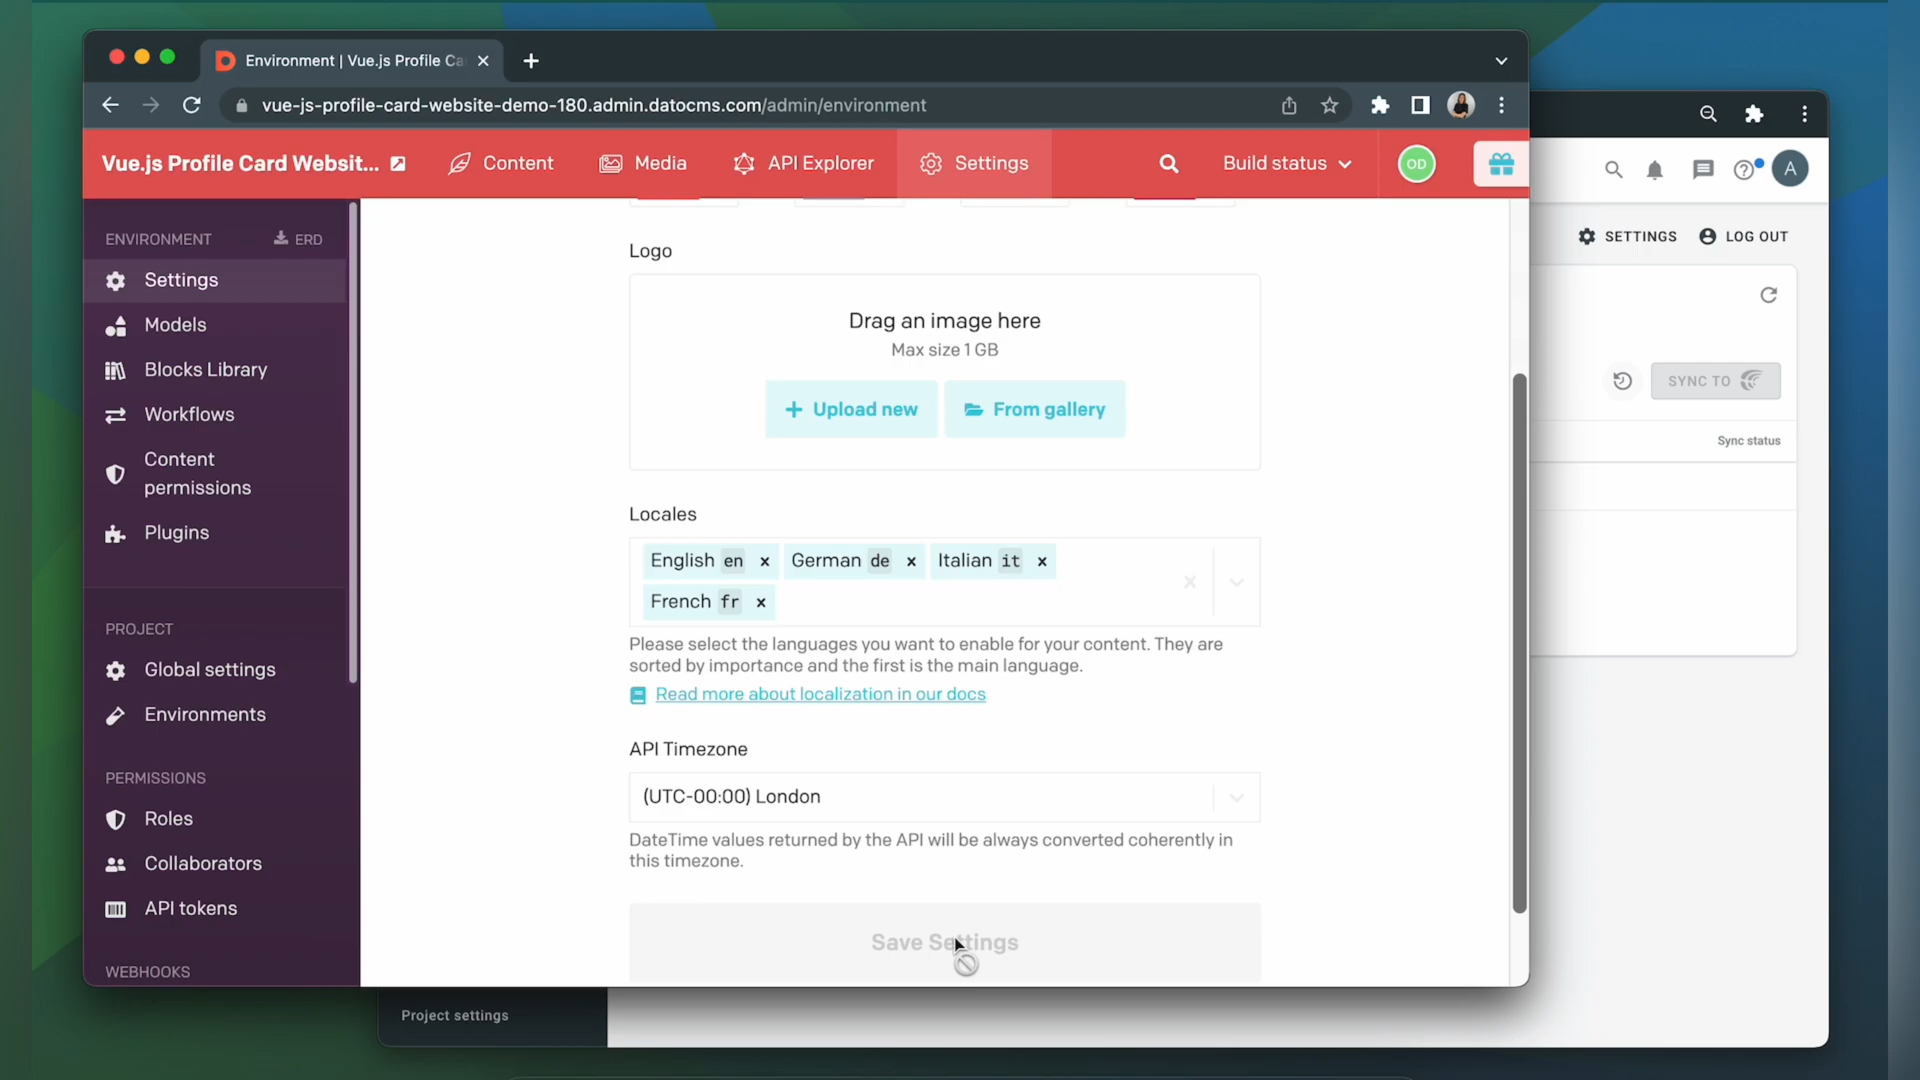 Environment | Vue.js Profile Ca
vue-js-profile-card-website-demo-180.admin.datocms.com/admin/environment
Vue.js Profile Card Websit...
Content
Media
API Explorer
Settings
Build status
OD
A
SETTINGS
LOG OUT
ENVIRONMENT
ERD
Settings
Models
Blocks Library
Workflows
Content
permissions
Plugins
PROJECT
Global settings
Environments
PERMISSIONS
Roles
Collaborators
API tokens
WEBHOOKS
Logo
Drag an image here
Max size 1 GB
Upload new
From gallery
Locales
English en
German de
Italian it
French fr
Please select the languages you want to enable for your content. They are
sorted by importance and the first is the main language.
Read more about localization in our docs
API Timezone
(UTC-00:00) London
DateTime values returned by the API will be always converted coherently in
this timezone.
Save Settings
SYNC TO
Sync status
Project settings